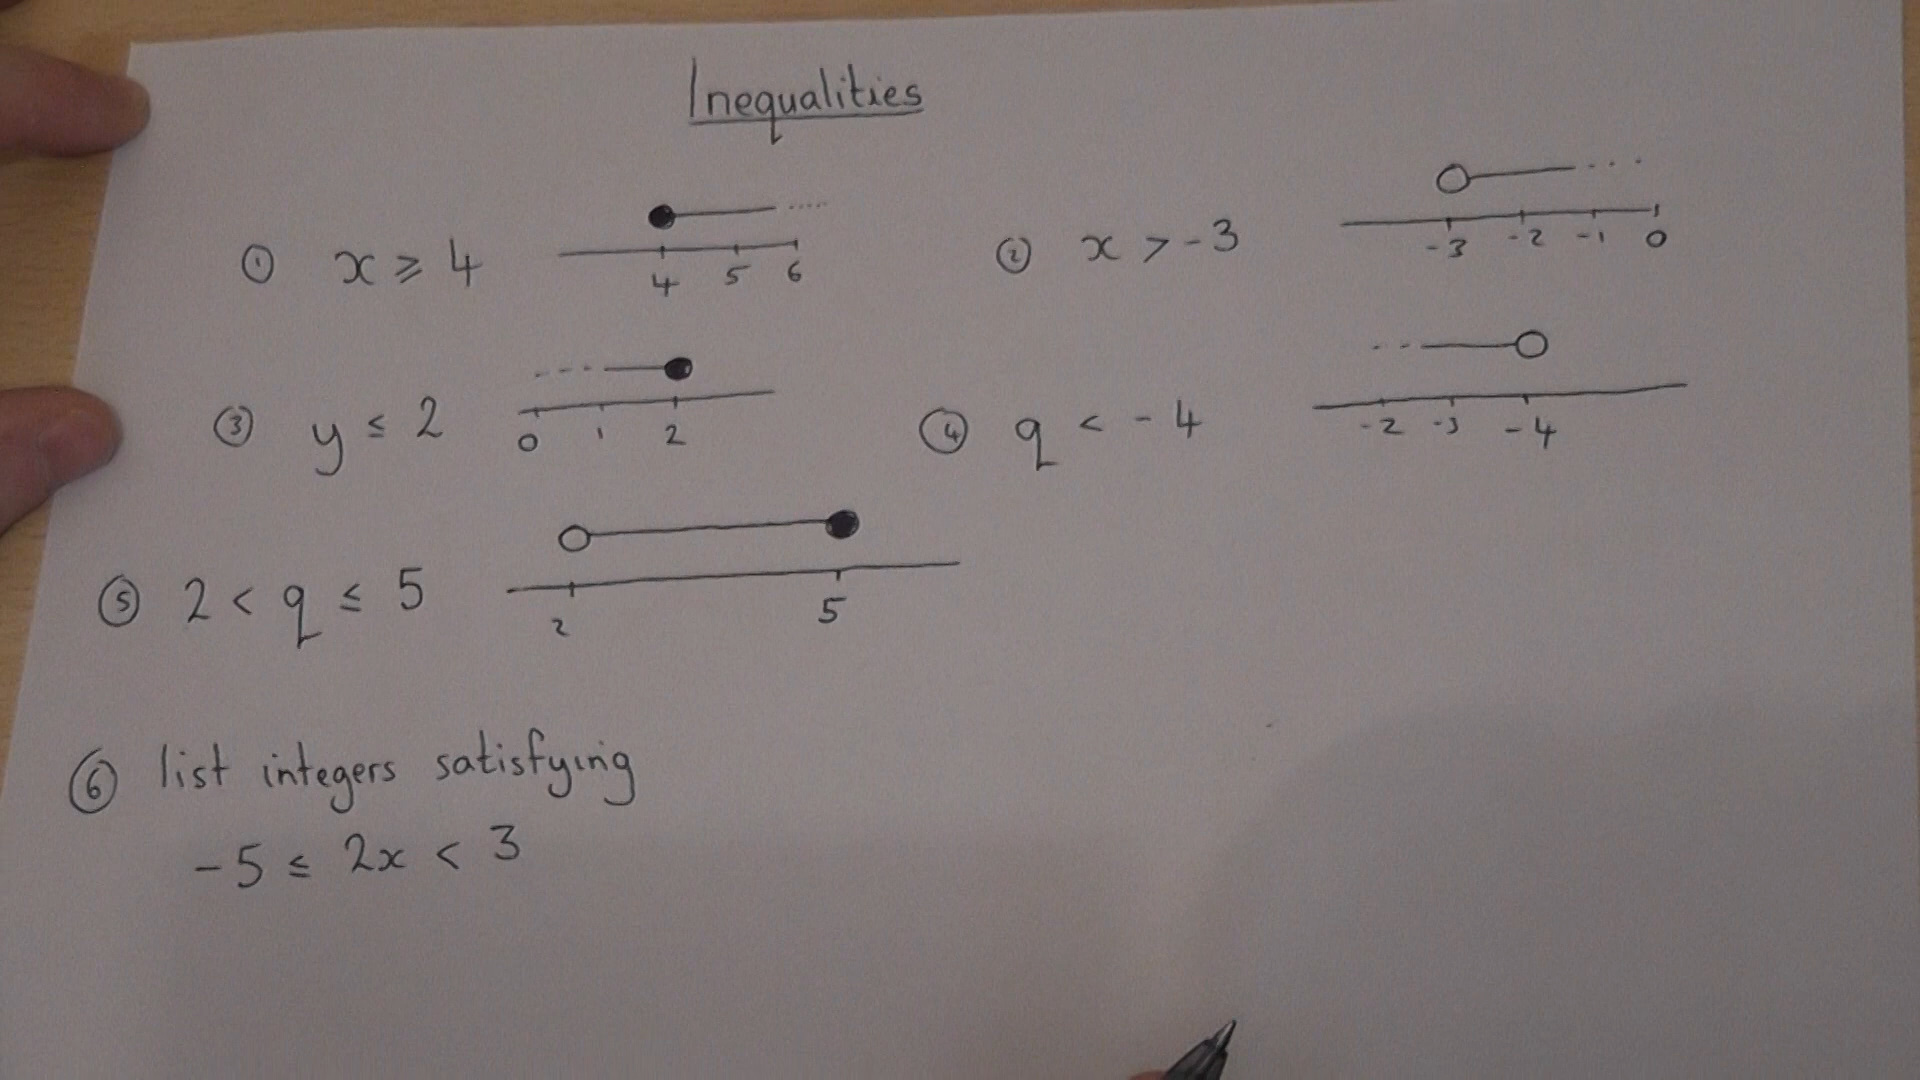 Inequalities
① x ⩾ 4
4 5 6
② x > -3
-3 -2 -1 0
③ y ≤ 2
0 1 2
④ q < -4
-2 -3 -4
⑤ 2 < q ≤ 5
2 5
⑥ list integers satisfying
-5 ≤ 2x < 3